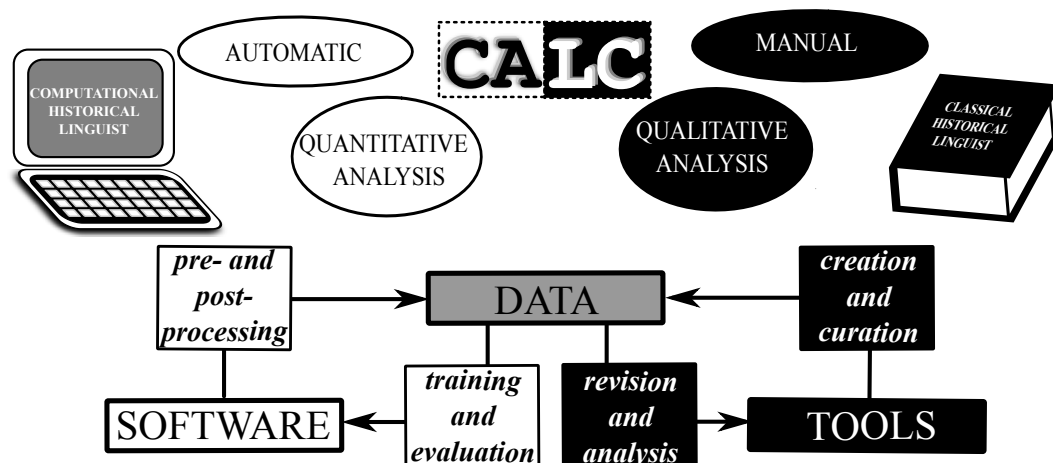 COMPUTATIONAL
HISTORICAL
LINGUIST
AUTOMATIC
QUANTITATIVE
ANALYSIS
CALC
MANUAL
QUALITATIVE
ANALYSIS
CLASSICAL
HISTORICAL
LINGUIST
pre- and
post-
processing
DATA
creation
and
curation
SOFTWARE
training
and
evaluation
revision
and
analysis
TOOLS